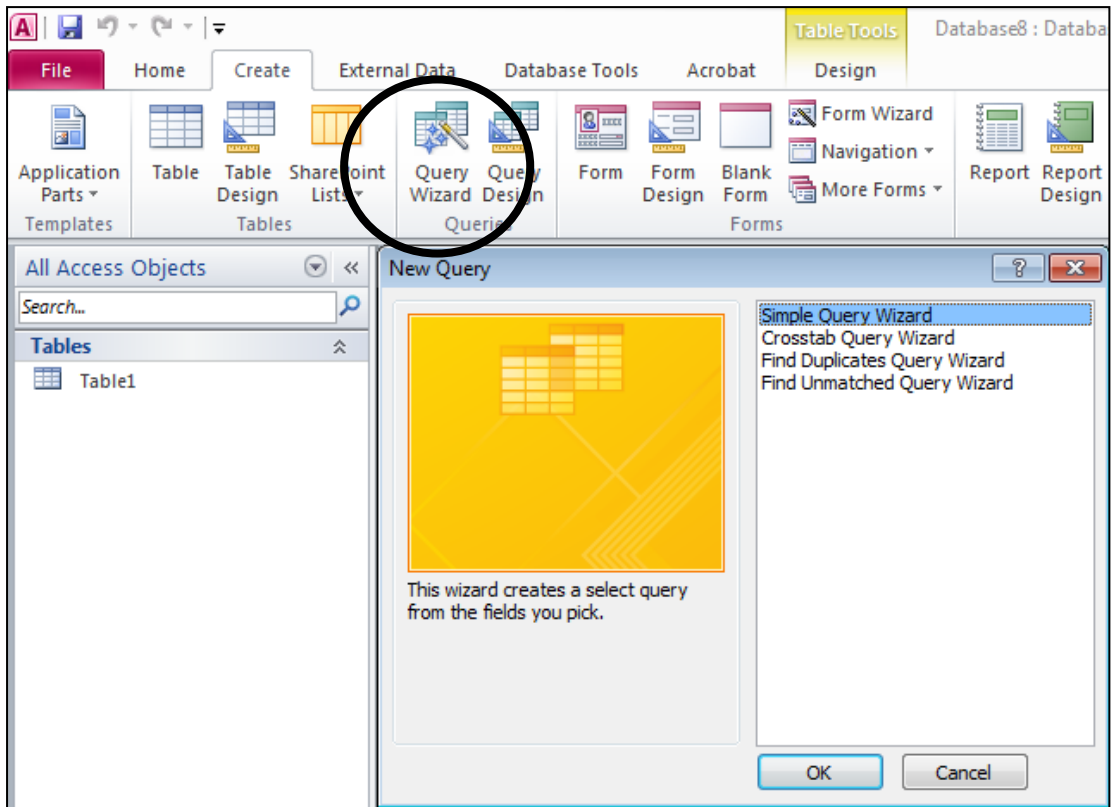 A
Table Tools Database8 : Databa
File Home Create External Data Database Tools Acrobat Design
Application Parts
Table
Table Design
SharePoint Lists
Query Wizard
Query Design
Form
Form Design
Blank Form
Form Wizard
Navigation
More Forms
Report
Report Design
Templates Tables Queries Forms
All Access Objects
Search...
Tables
Table1
New Query
?
Simple Query Wizard
Crosstab Query Wizard
Find Duplicates Query Wizard
Find Unmatched Query Wizard
This wizard creates a select query
from the fields you pick.
OK Cancel